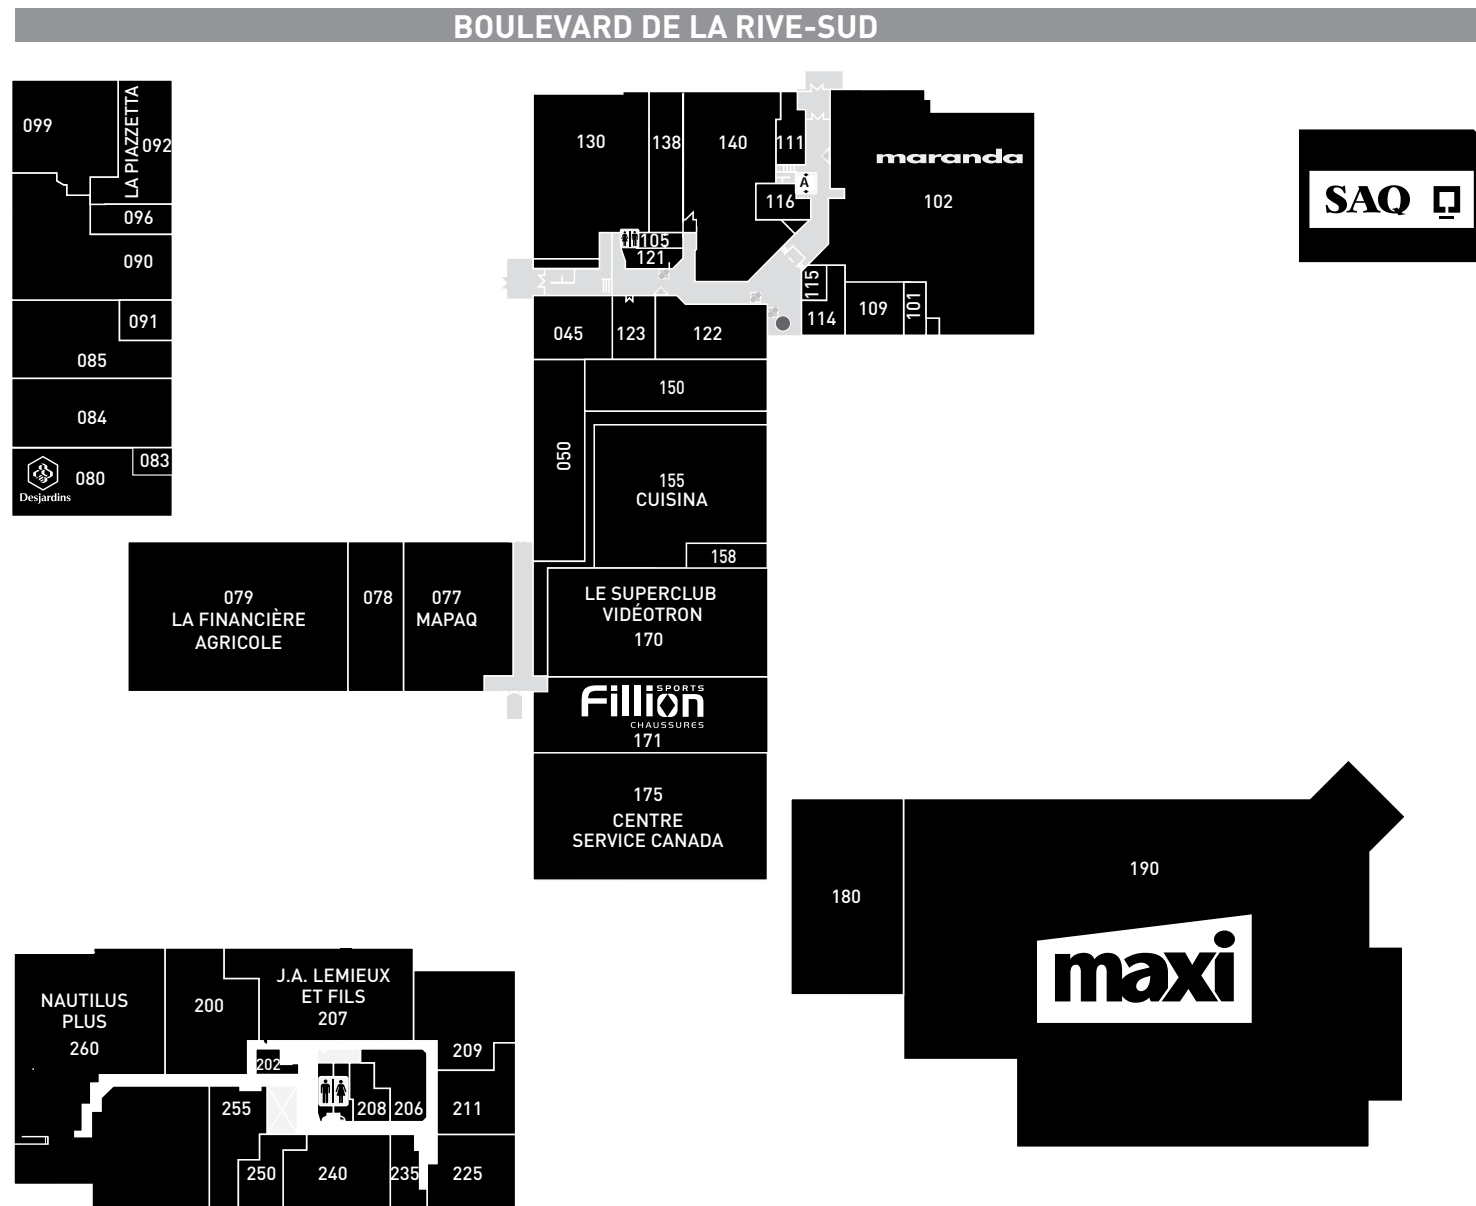 BOULEVARD DE LA RIVE-SUD
099
LA PIAZZETTA
092
096
090
091
085
084
083
080
Desjardins
130
138
140
111
A
116
105
121
maranda
102
115
114
109
101
SAQ
045
123
122
150
050
155
CUISINA
158
079
LA FINANCIÈRE
AGRICOLE
078
077
MAPAQ
LE SUPERCLUB
VIDÉOTRON
170
Fillion
SPORTS
CHAUSSURES
171
175
CENTRE
SERVICE CANADA
180
190
maxi
NAUTILUS
PLUS
260
200
J.A. LEMIEUX
ET FILS
207
202
209
255
208
206
211
250
240
235
225